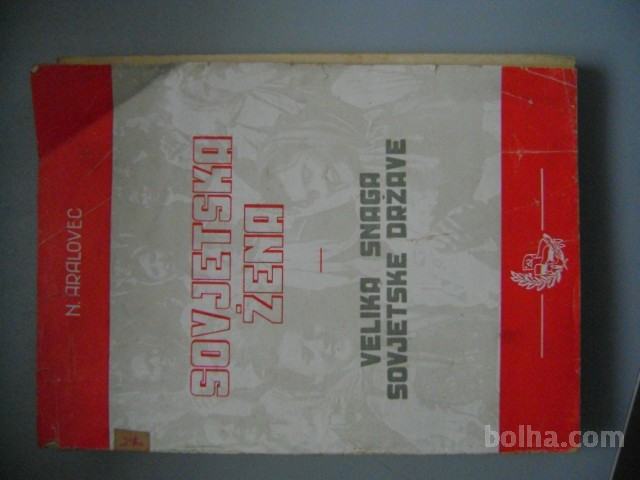 N. ARALOVEC
SOVJETSKA
ŽENA
VELIKA SNAGA
SOVJETSKE DRŽAVE
bolha.com